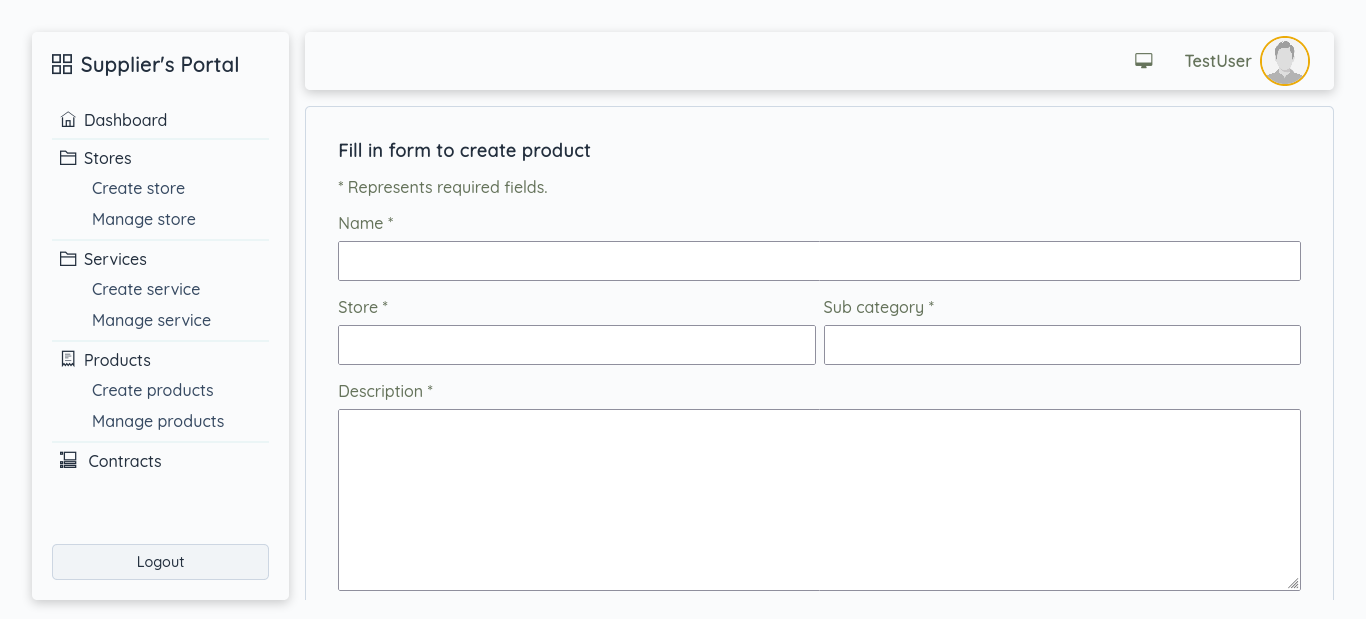 Supplier's Portal
Dashboard
Stores
Create store
Manage store
Services
Create service
Manage service
Products
Create products
Manage products
Contracts
Logout
TestUser
Fill in form to create product
* Represents required fields.
Name *
Store *
Sub category *
Description *